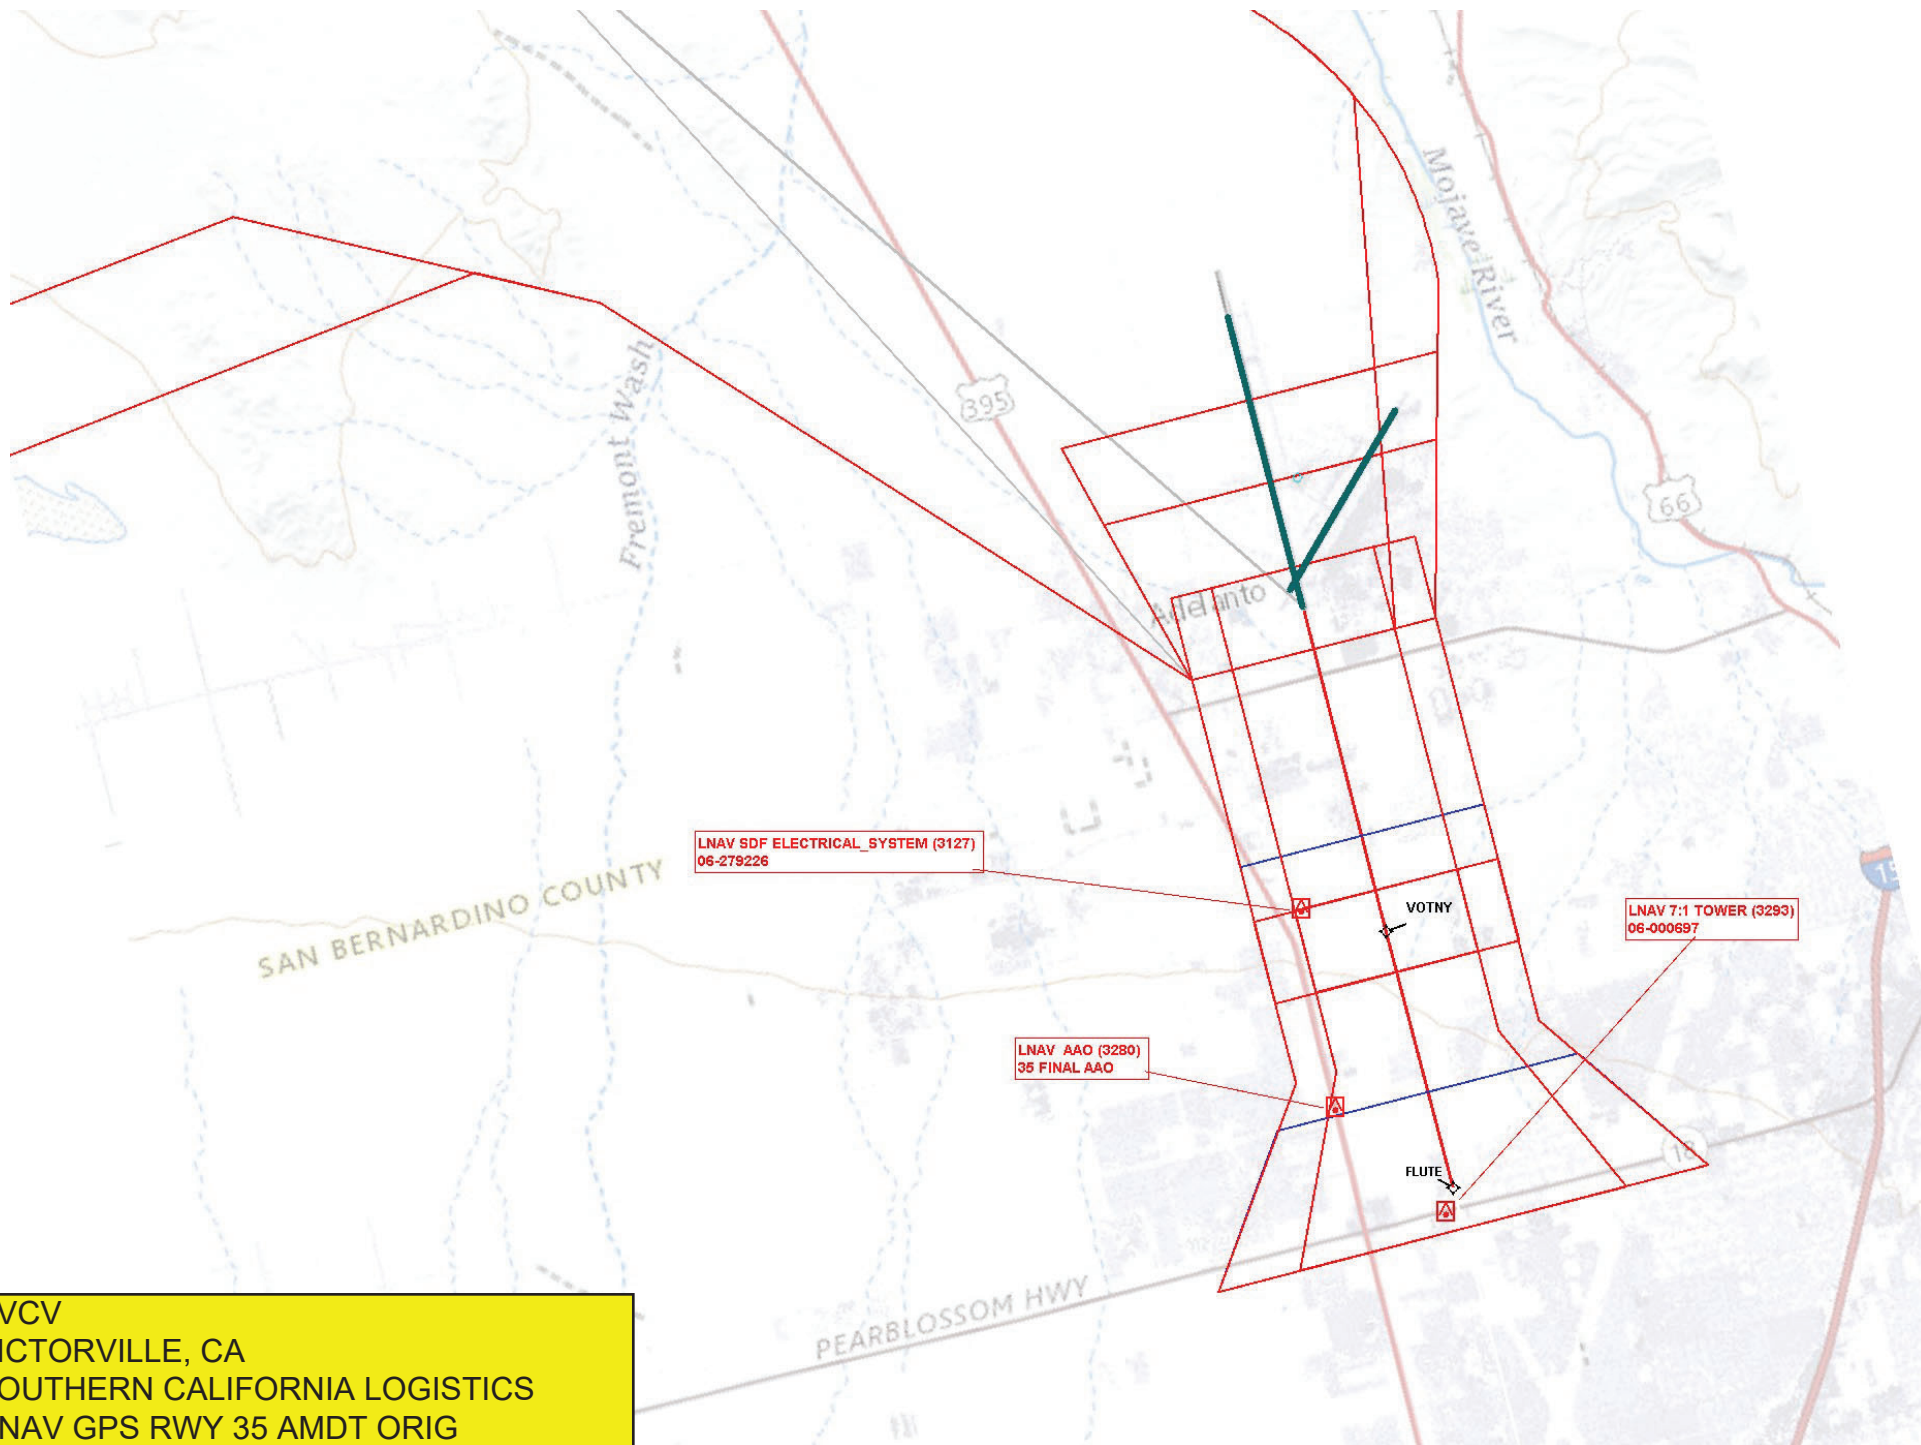 Mojave River
395
Fremont Wash
66
Adelanto
LNAV SDF ELECTRICAL_SYSTEM (3127)
06-279226
SAN BERNARDINO COUNTY
VOTNY
LNAV 7:1 TOWER (3293)
06-000697
LNAV AAO (3280)
35 FINAL AAO
FLUTE
18
PEARBLOSSOM HWY
VCV
ICTORVILLE, CA
OUTHERN CALIFORNIA LOGISTICS
NAV GPS RWY 35 AMDT ORIG